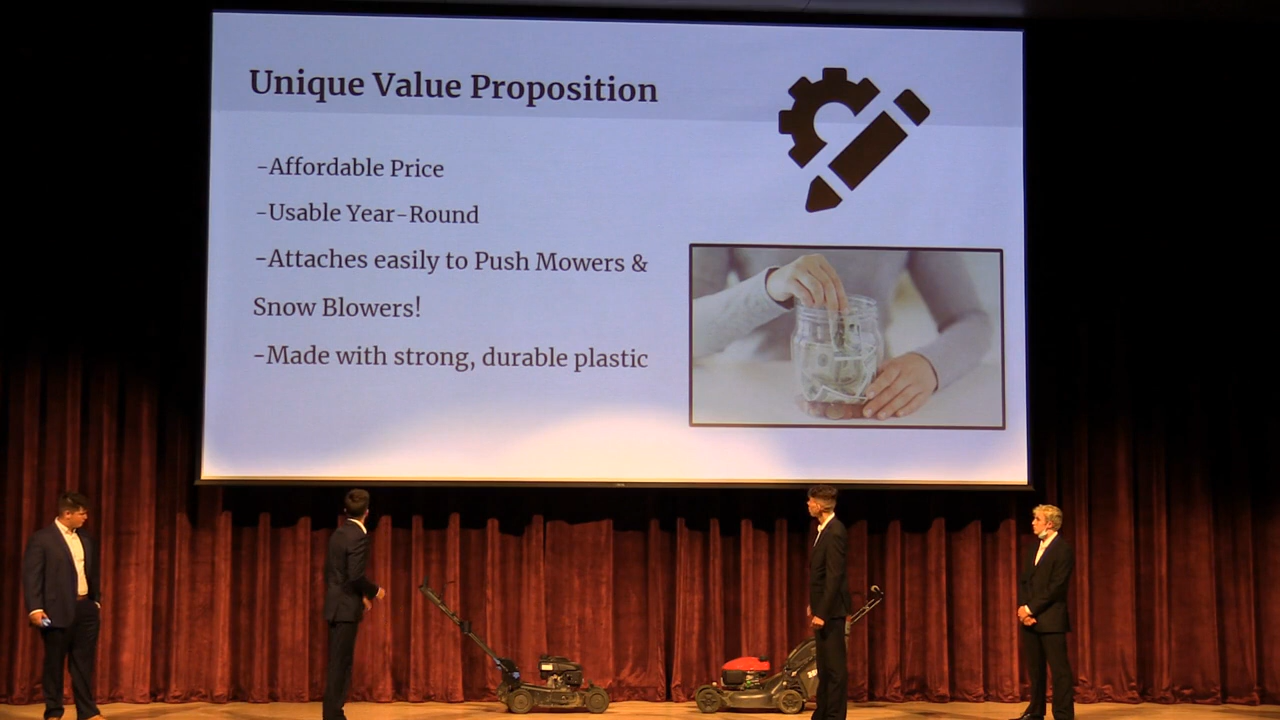 Unique Value Proposition
-Affordable Price
-Usable Year-Round
-Attaches easily to Push Mowers &
Snow Blowers!
-Made with strong, durable plastic